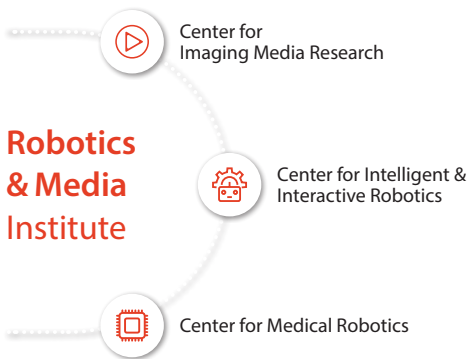 Center for
Imaging Media Research
Robotics
& Media
Institute
Center for Intelligent &
Interactive Robotics
Center for Medical Robotics